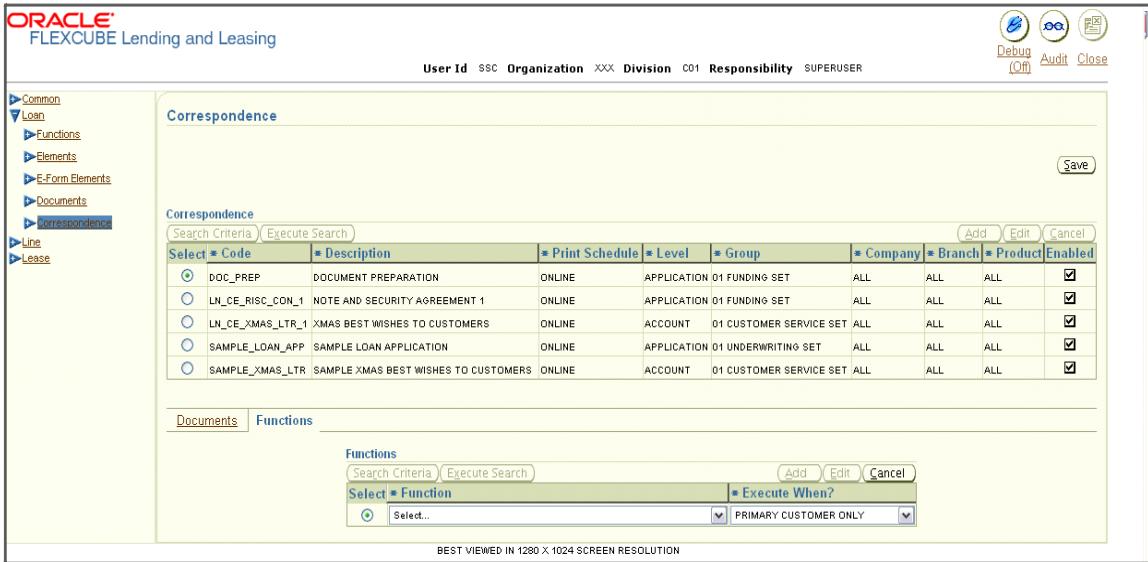 ORACLE®
FLEXCUBE Lending and Leasing
Debug (Off) Audit Close
User Id SSC Organization XXX Division C01 Responsibility SUPERUSER
Common
Loan
Functions
Elements
E-Form Elements
Documents
Correspondence
Line
Lease
Correspondence
Save
Correspondence
Search Criteria Execute Search Add Edit Cancel
Select * Code * Description * Print Schedule * Level * Group * Company * Branch * Product Enabled
DOC_PREP DOCUMENT PREPARATION ONLINE APPLICATION 01 FUNDING SET ALL ALL ALL
LN_CE_RISC_CON_1 NOTE AND SECURITY AGREEMENT 1 ONLINE APPLICATION 01 FUNDING SET ALL ALL ALL
LN_CE_XMAS_LTR_1 XMAS BEST WISHES TO CUSTOMERS ONLINE ACCOUNT 01 CUSTOMER SERVICE SET ALL ALL ALL
SAMPLE_LOAN_APP SAMPLE LOAN APPLICATION ONLINE APPLICATION 01 UNDERWRITING SET ALL ALL ALL
SAMPLE_XMAS_LTR SAMPLE XMAS BEST WISHES TO CUSTOMERS ONLINE ACCOUNT 01 CUSTOMER SERVICE SET ALL ALL ALL
Documents Functions
Functions
Search Criteria Execute Search Add Edit Cancel
Select * Function * Execute When?
Select... PRIMARY CUSTOMER ONLY
BEST VIEWED IN 1280 X 1024 SCREEN RESOLUTION